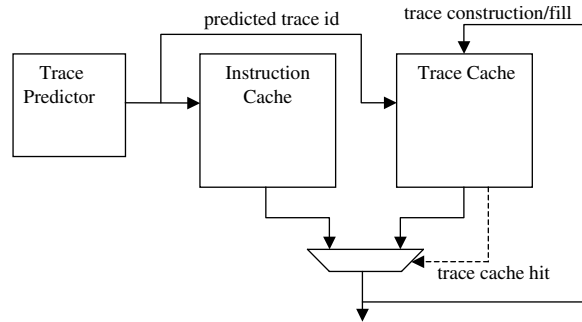 trace construction/fill
predicted trace id
Trace
Predictor
Instruction
Cache
Trace Cache
trace cache hit